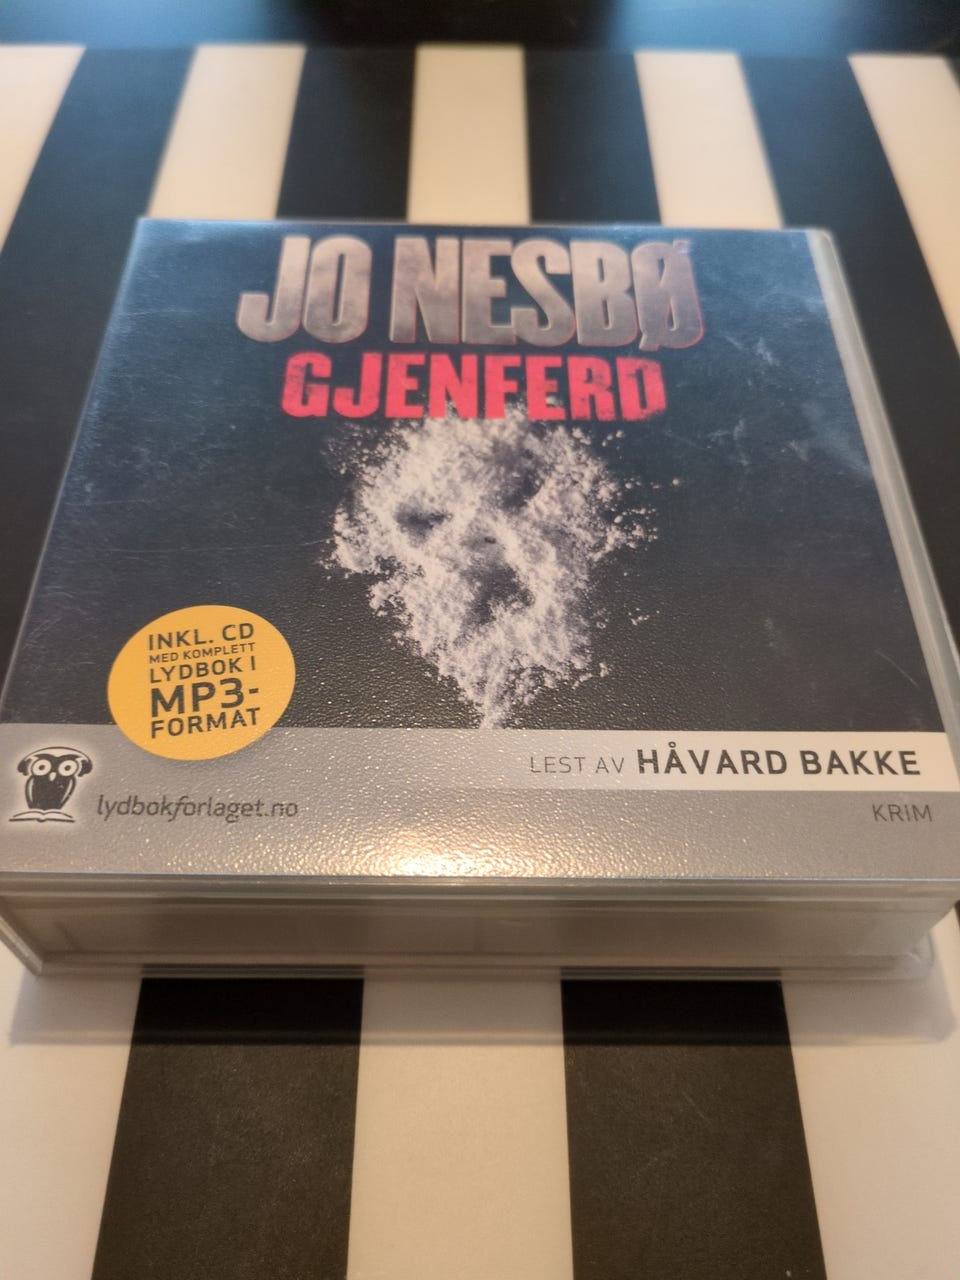 JO NESBØ
GJENFERD
INKL. CD
MED KOMPLETT
LYDBOK I
MP3-
FORMAT
LEST AV HÅVARD BAKKE
lydbokforlaget.no
KRIM